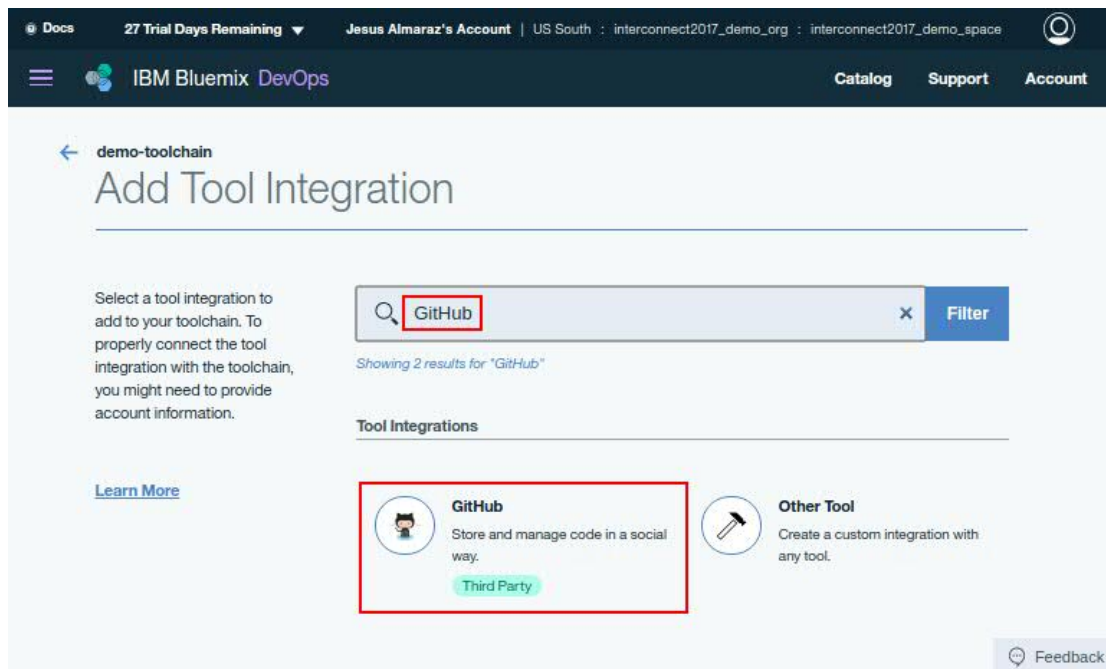 Docs
27 Trial Days Remaining
Jesus Almaraz's Account | US South : interconnect2017_demo_org : interconnect2017_demo_space
IBM Bluemix DevOps
Catalog
Support
Account
demo-toolchain
Add Tool Integration
Select a tool integration to
add to your toolchain. To
properly connect the tool
integration with the toolchain,
you might need to provide
account information.
Learn More
GitHub
Filter
Showing 2 results for "GitHub"
Tool Integrations
GitHub
Store and manage code in a social
way.
Third Party
Other Tool
Create a custom integration with
any tool.
Feedback